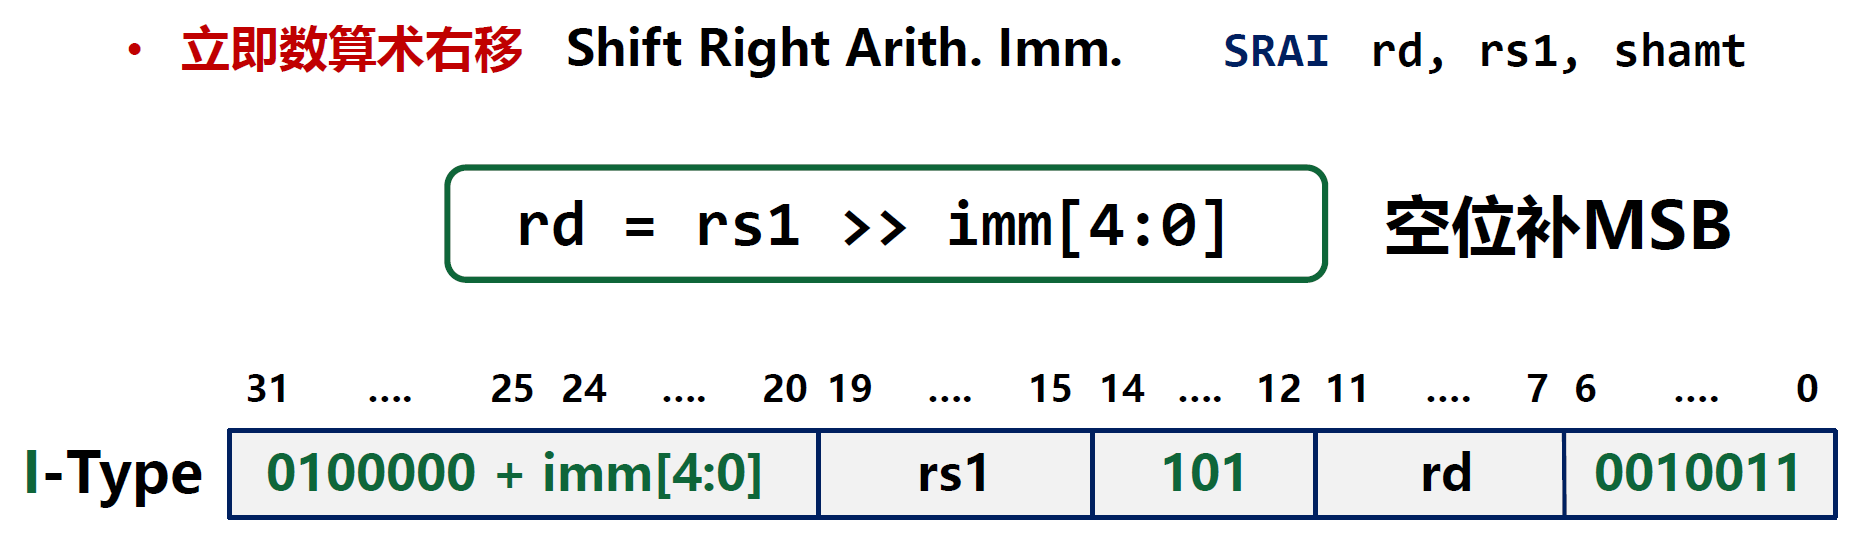 • 立即数算术右移 Shift Right Arith. Imm. SRAI rd, rs1, shamt
rd = rs1 >> imm[4:0] 空位补MSB
31 .... 25 24 .... 20 19 .... 15 14 .... 12 11 .... 7 6 .... 0
I-Type 0100000 + imm[4:0] rs1 101 rd 0010011